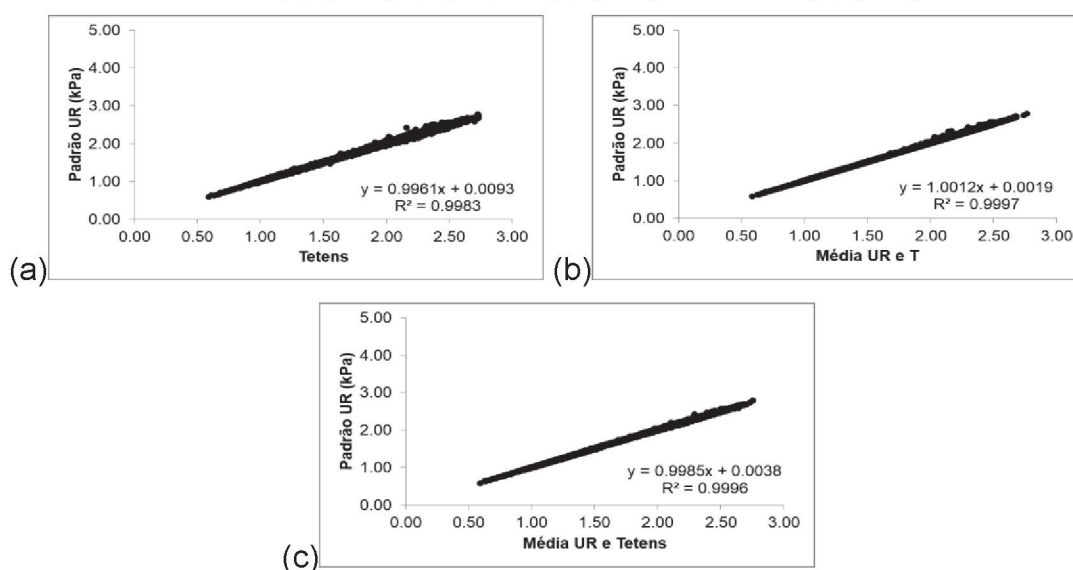 5.00
4.00
3.00
2.00
1.00
0.00
Padrão UR (kPa)
y = 0.9961x + 0.0093
R² = 0.9983
0.00 0.50 1.00 1.50 2.00 2.50 3.00
Tetens
(a)
5.00
4.00
3.00
2.00
1.00
0.00
Padrão UR (kPa)
y = 1.0012x + 0.0019
R² = 0.9997
0.00 0.50 1.00 1.50 2.00 2.50 3.00
Média UR e T
(b)
5.00
4.00
3.00
2.00
1.00
0.00
Padrão UR (kPa)
y = 0.9985x + 0.0038
R² = 0.9996
0.00 0.50 1.00 1.50 2.00 2.50 3.00
Média UR e Tetens
(c)